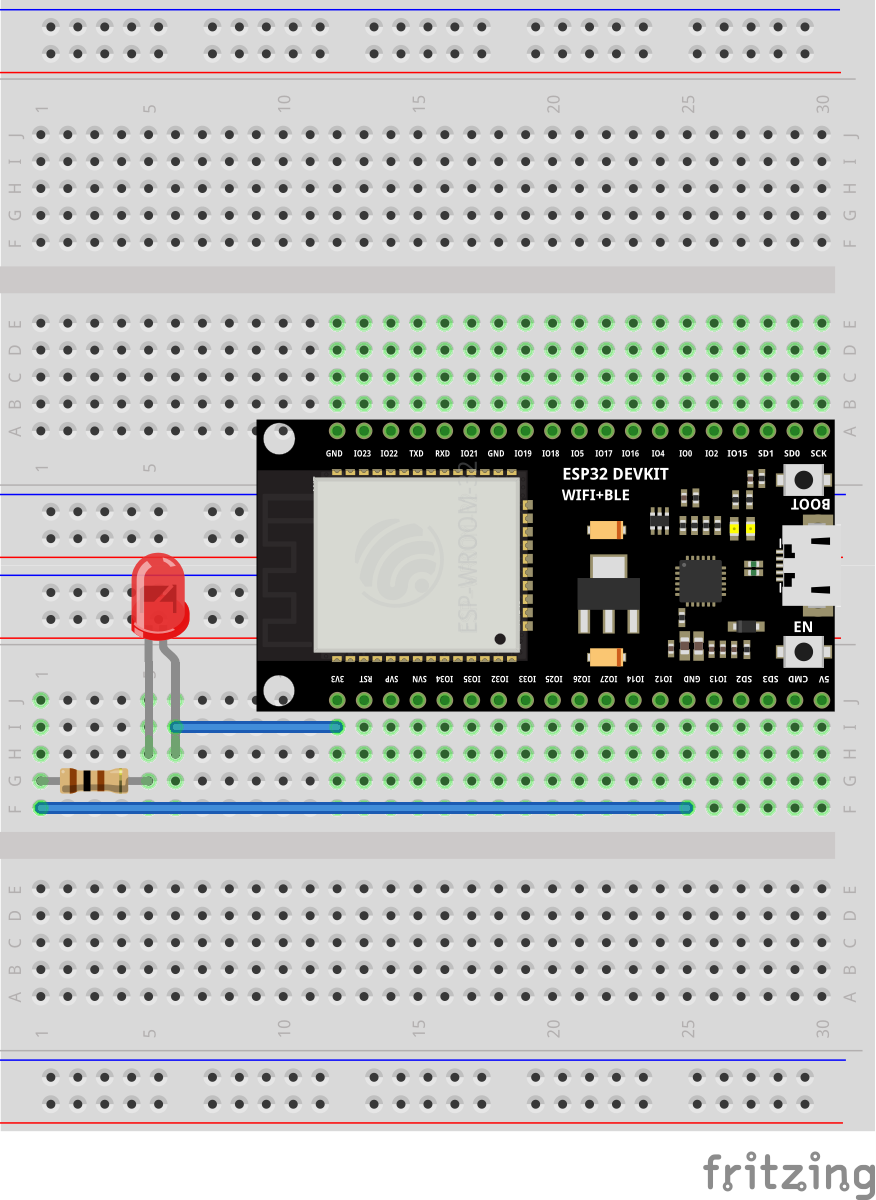 1 5 10 15 20 25 30
J J
I I
H H
G G
F F
E E
D D
C C
B B
A A
GND IO23 IO22 TXD RXD IO21 GND IO19 IO18 IO5 IO17 IO16 IO4 IO0 IO2 IO15 SD1 SD0 SCK
1 5
ESP32 DEVKIT
WIFI+BLE
BOOT
ESP-WROOM-32
EN
1
3V3 RST SVP SVN IO34 IO35 IO32 IO33 IO25 IO26 IO27 IO14 IO12 GND IO13 SD2 SD3 CMD 5V
J
I I
H H
G G
F F
E E
D D
C C
B B
A A
1 5 10 15 20 25 30
fritzing